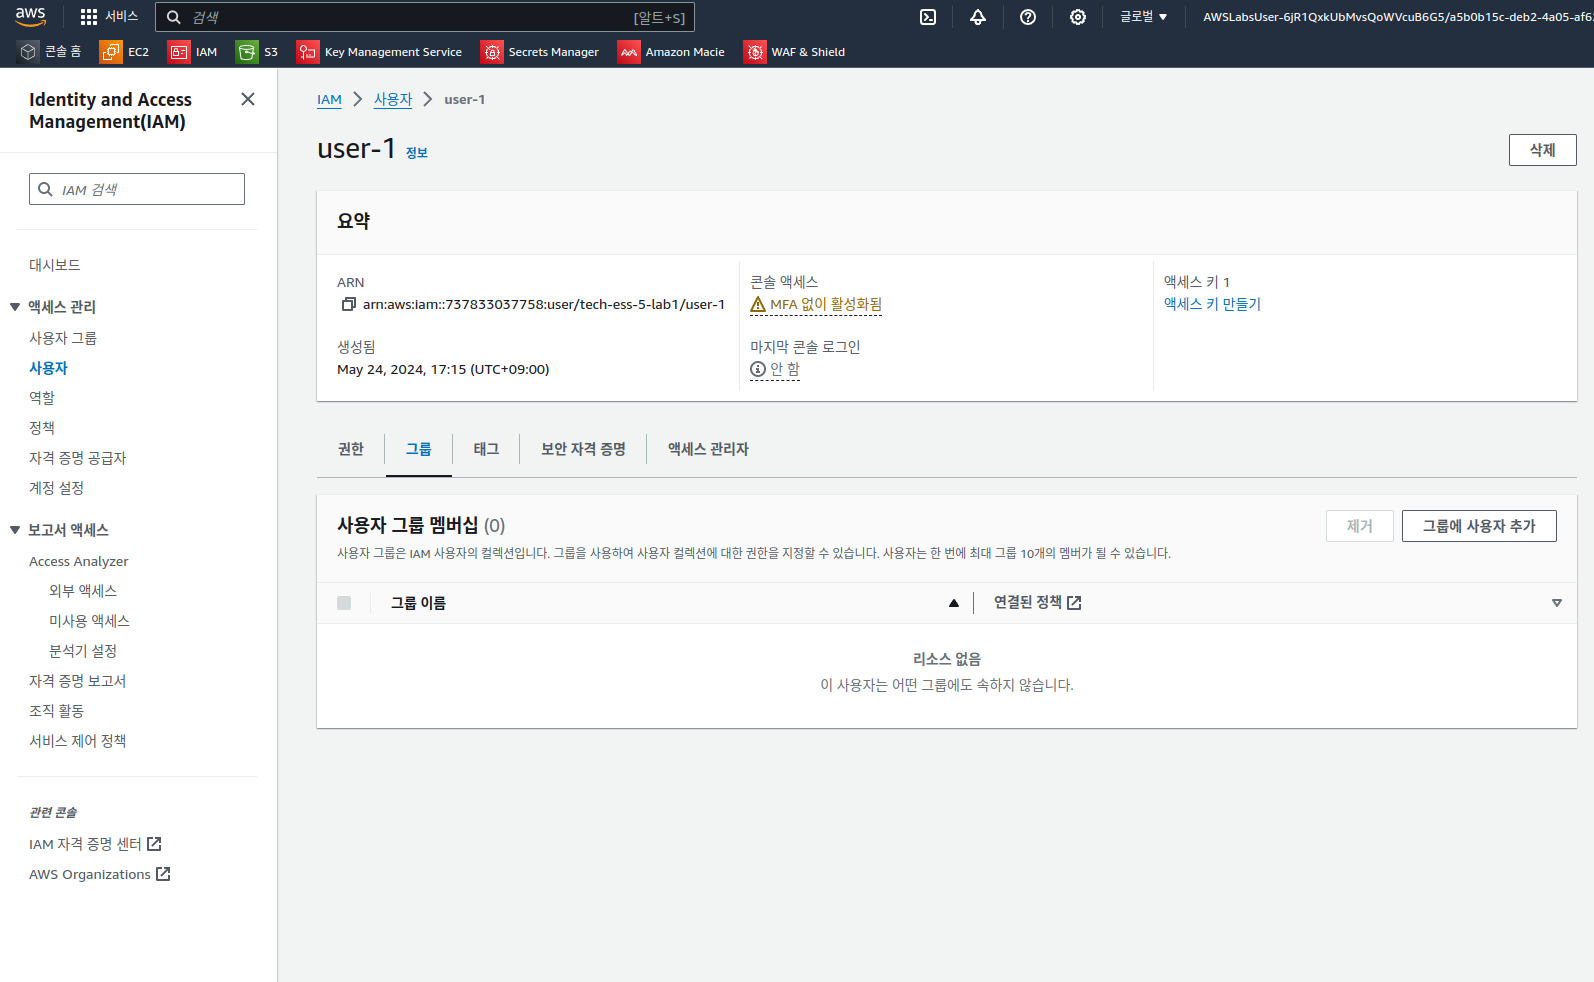 aws
서비스
검색
[알트+S]
글로벌
AWSLabsUser-6jR1QxkUbMvsQoWVcuB6G5/a5b0b15c-deb2-4a05-af6
콘솔 홈
EC2
IAM
S3
Key Management Service
Secrets Manager
Amazon Macie
WAF & Shield
Identity and Access
Management(IAM)
IAM 검색
대시보드
액세스 관리
사용자 그룹
사용자
역할
정책
자격 증명 공급자
계정 설정
보고서 액세스
Access Analyzer
외부 액세스
미사용 액세스
분석기 설정
자격 증명 보고서
조직 활동
서비스 제어 정책
관련 콘솔
IAM 자격 증명 센터
AWS Organizations
IAM
사용자
user-1
user-1 정보
삭제
요약
ARN
arn:aws:iam::737833037758:user/tech-ess-5-lab1/user-1
생성됨
May 24, 2024, 17:15 (UTC+09:00)
콘솔 액세스
MFA 없이 활성화됨
마지막 콘솔 로그인
안 함
액세스 키 1
액세스 키 만들기
권한
그룹
태그
보안 자격 증명
액세스 관리자
사용자 그룹 멤버십 (0)
사용자 그룹은 IAM 사용자의 컬렉션입니다. 그룹을 사용하여 사용자 컬렉션에 대한 권한을 지정할 수 있습니다. 사용자는 한 번에 최대 그룹 10개의 멤버가 될 수 있습니다.
제거
그룹에 사용자 추가
그룹 이름
연결된 정책
리소스 없음
이 사용자는 어떤 그룹에도 속하지 않습니다.